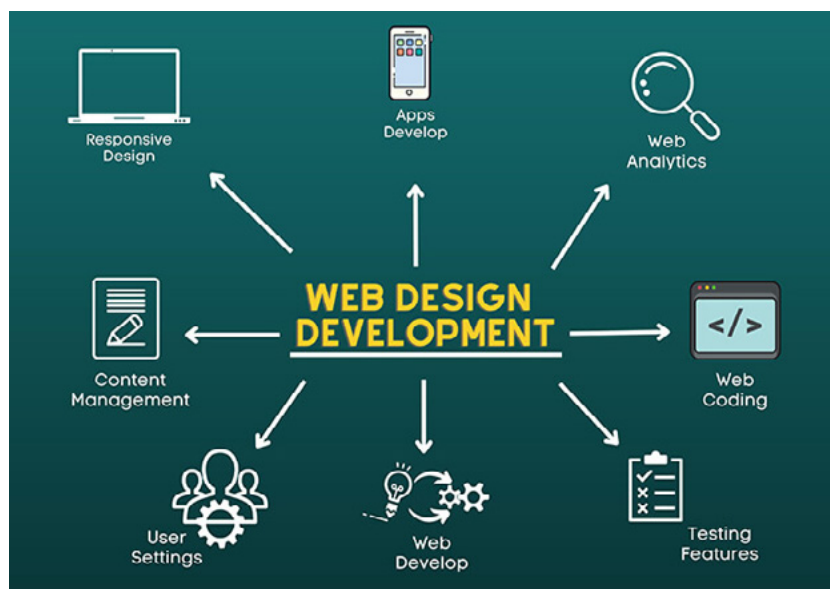 Responsive
Design
Apps
Develop
Web
Analytics
WEB DESIGN
DEVELOPMENT
</>
Content
Management
Web
Coding
User
Settings
Web
Develop
Testing
Features